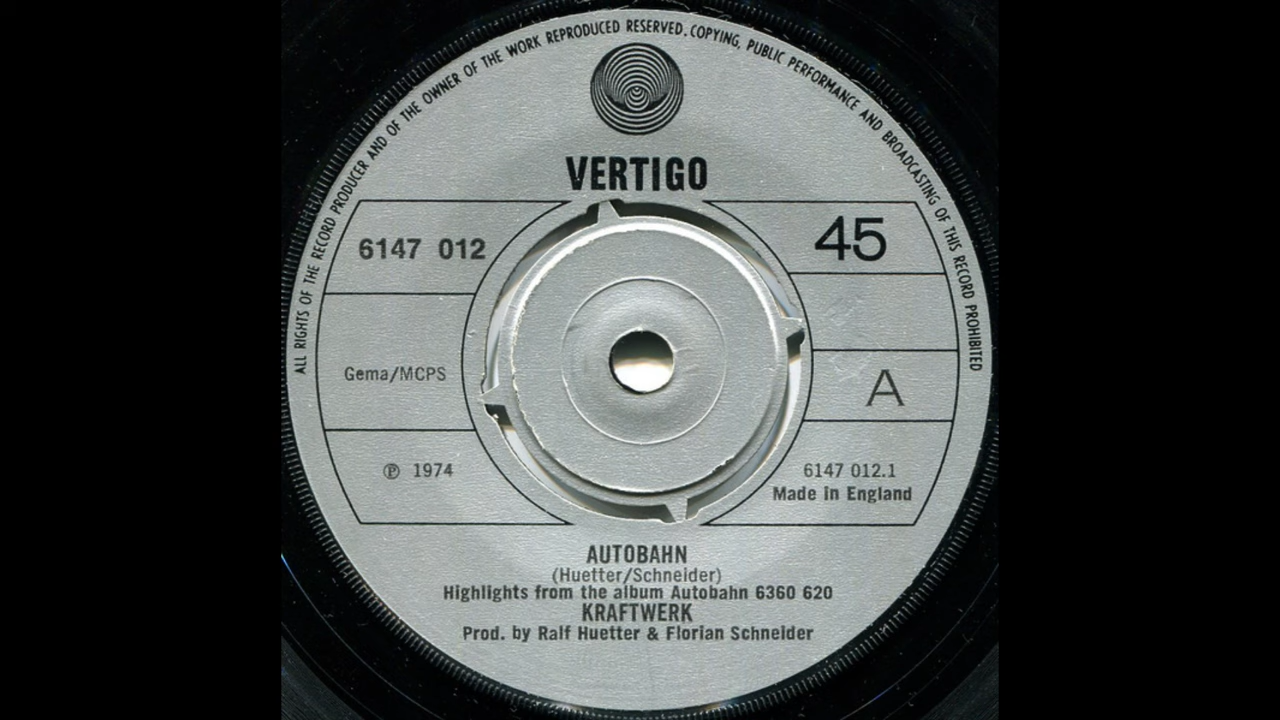 ALL RIGHTS OF THE RECORD PRODUCER AND OF THE OWNER OF THE WORK REPRODUCED RESERVED. COPYING, PUBLIC PERFORMANCE AND BROADCASTING OF THIS RECORD PROHIBITED
VERTIGO
6147 012
45
Gema/MCPS
A
℗ 1974
6147 012.1
Made in England
AUTOBAHN
(Huetter/Schneider)
Highlights from the album Autobahn 6360 620
KRAFTWERK
Prod. by Ralf Huetter & Florian Schneider